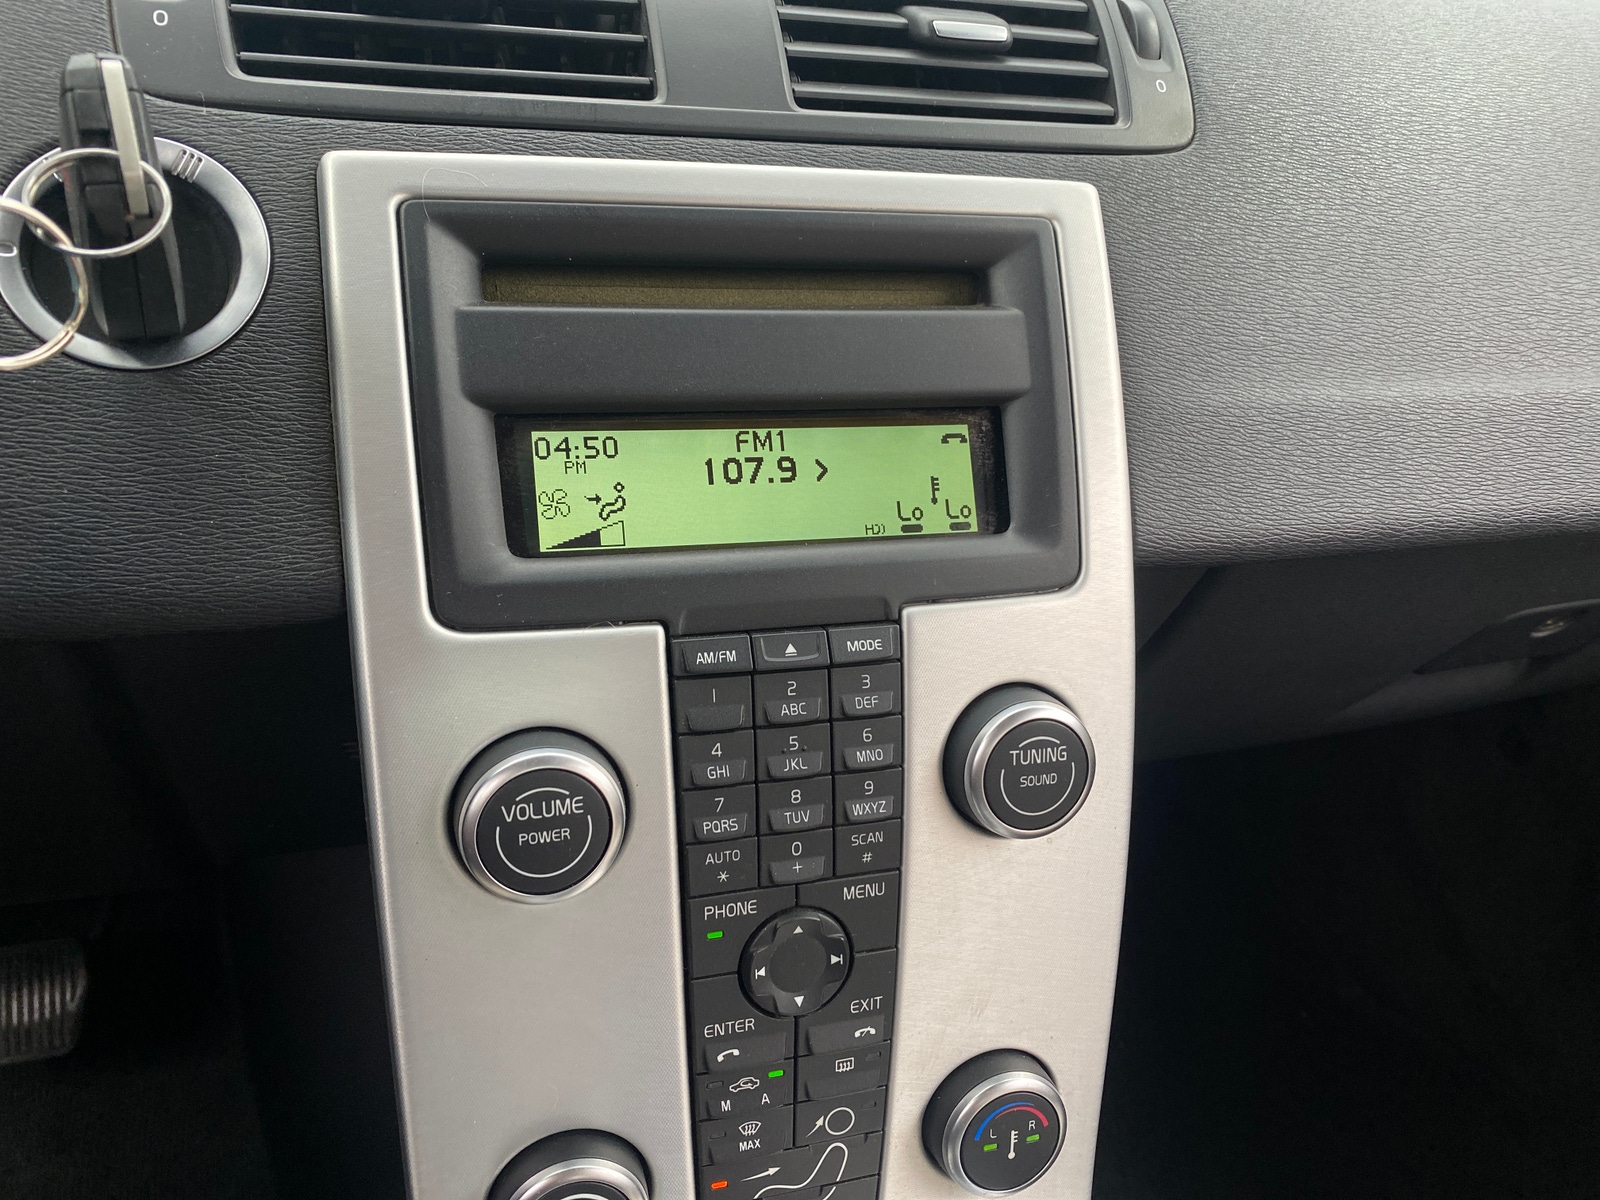 0
0
04:50
PM
FM1
107.9 >
HD)
Lo
Lo
AM/FM
MODE
1
2
ABC
3
DEF
4
GHI
5
JKL
6
MNO
7
PQRS
8
TUV
9
WXYZ
AUTO
*
0
+
SCAN
#
VOLUME
POWER
TUNING
SOUND
PHONE
MENU
ENTER
EXIT
M A
MAX
L R